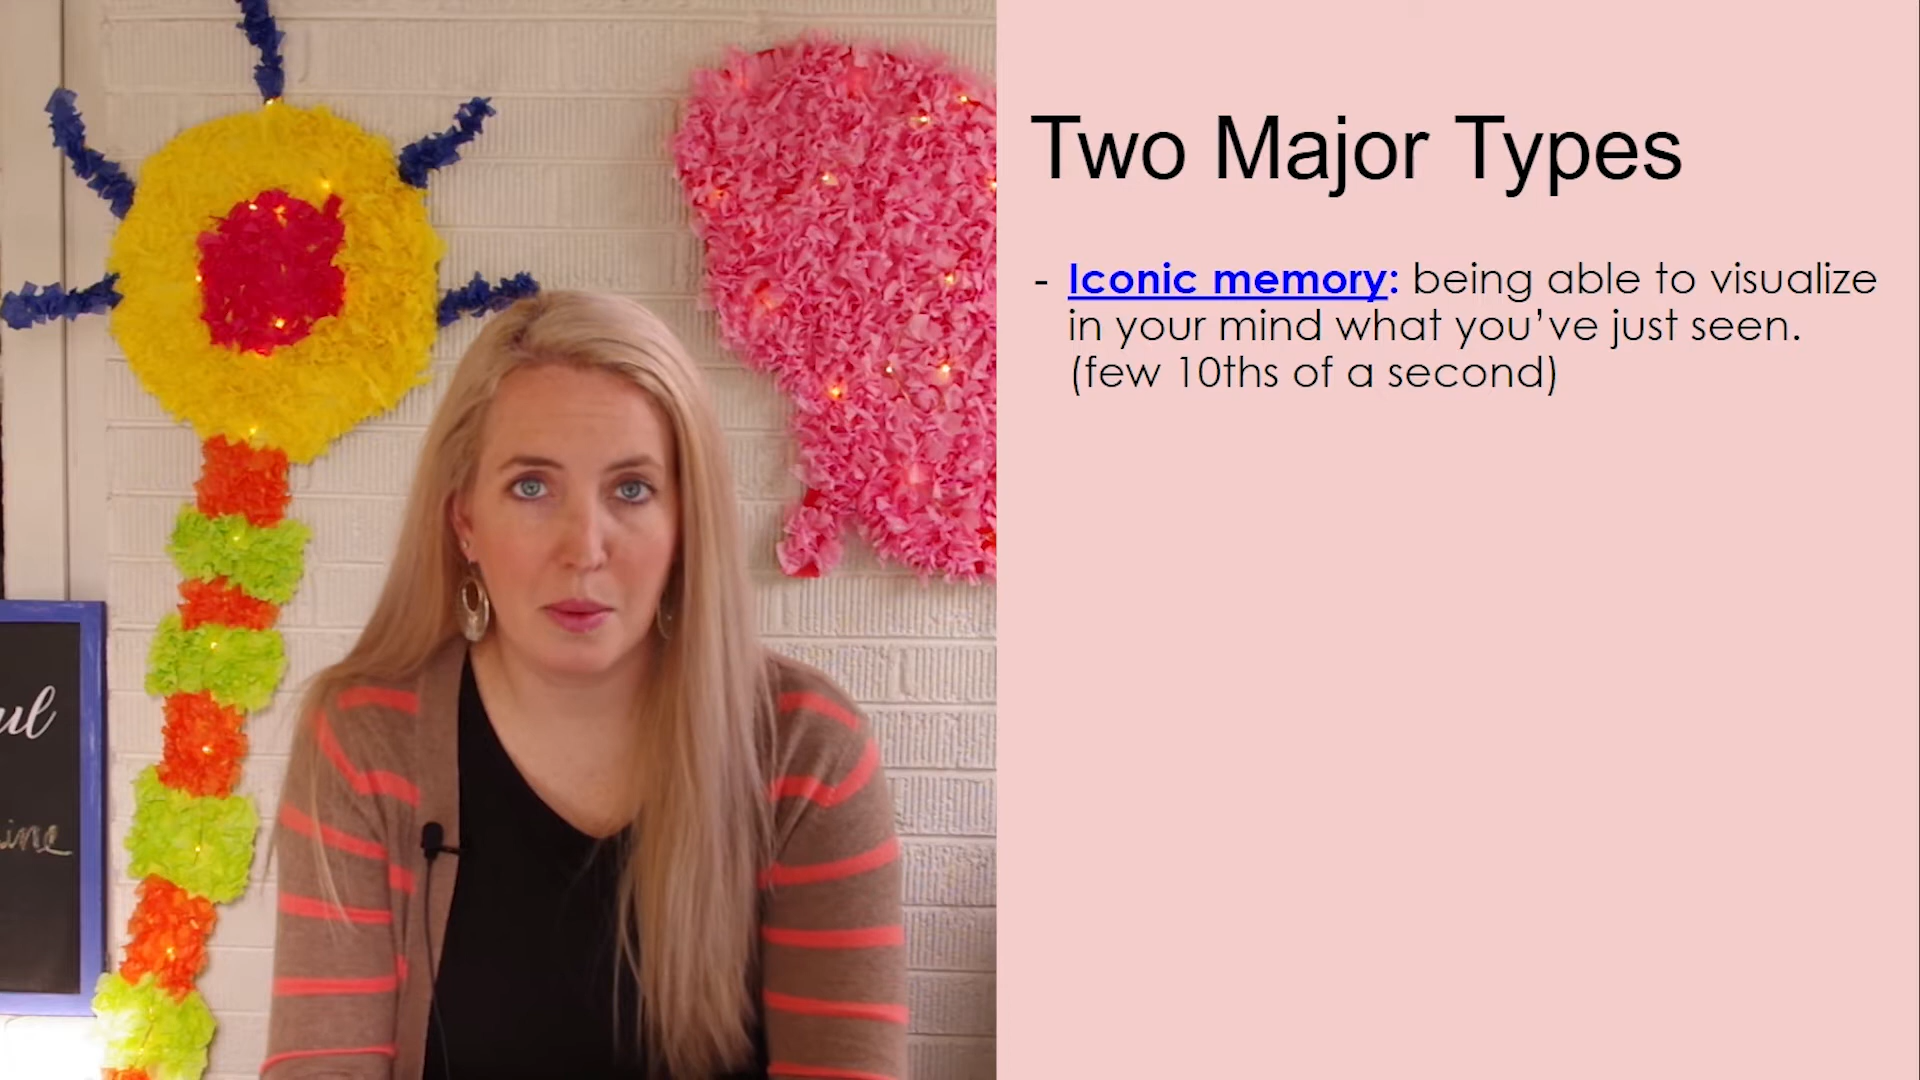 Two Major Types
- Iconic memory: being able to visualize
in your mind what you've just seen.
(few 10ths of a second)